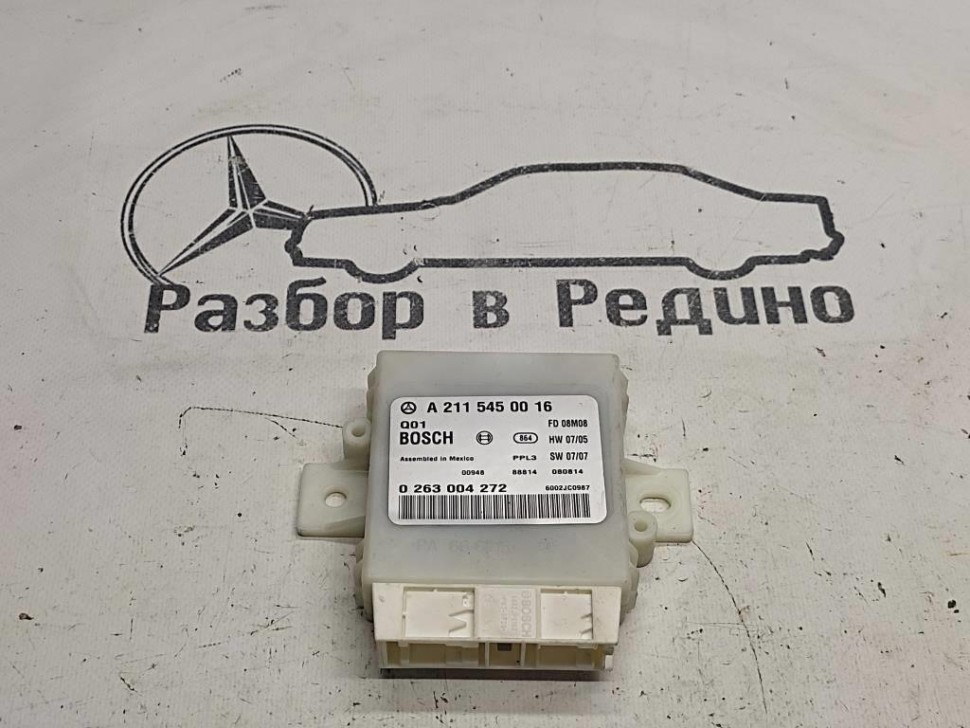 Разбор в Редино
A 211 545 00 16
Q01 FD 08M08
BOSCH 864 HW 07/05
Assembled in Mexico PPL3 SW 07/07
00948 88814 080814
0 263 004 272 6002JC0987
BOSCH